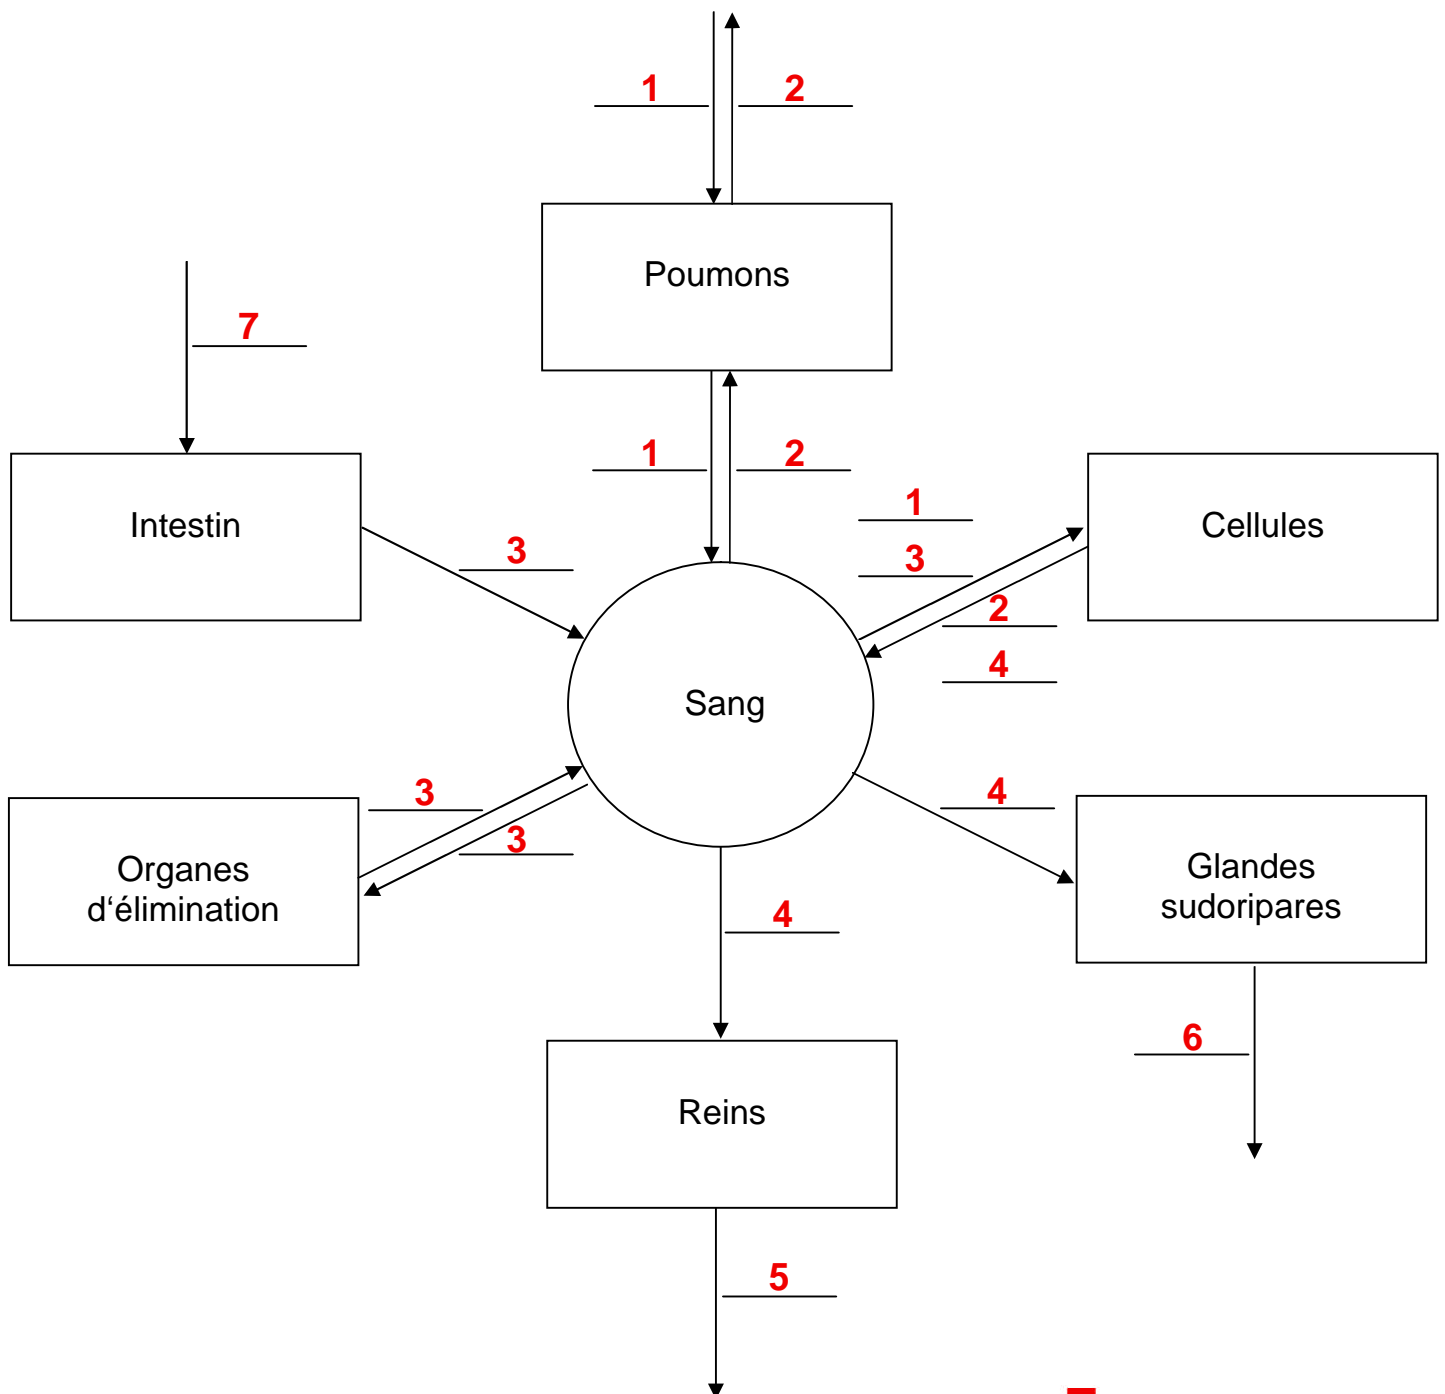 1 2
Poumons
7
1 2
Intestin
3
1
3
Cellules
2
4
Sang
3
3
4
Organes
d‘élimination
Glandes
sudoripares
4
6
Reins
5